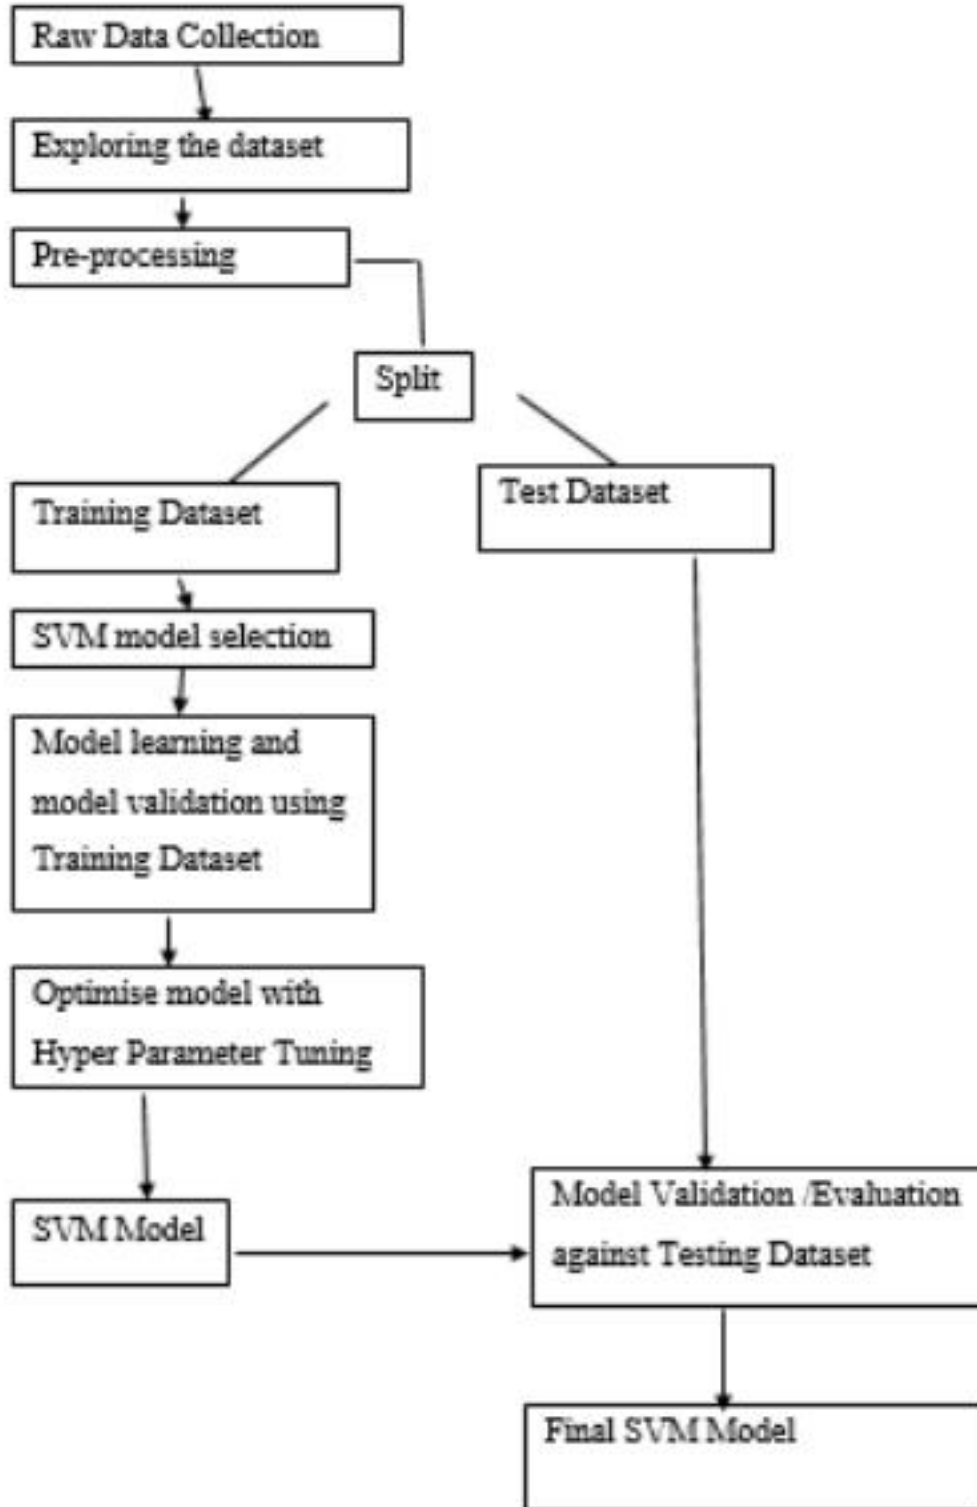 Raw Data Collection
Exploring the dataset
Pre-processing
Split
Training Dataset
Test Dataset
SVM model selection
Model learning and
model validation using
Training Dataset
Optimise model with
Hyper Parameter Tuning
SVM Model
Model Validation /Evaluation
against Testing Dataset
Final SVM Model